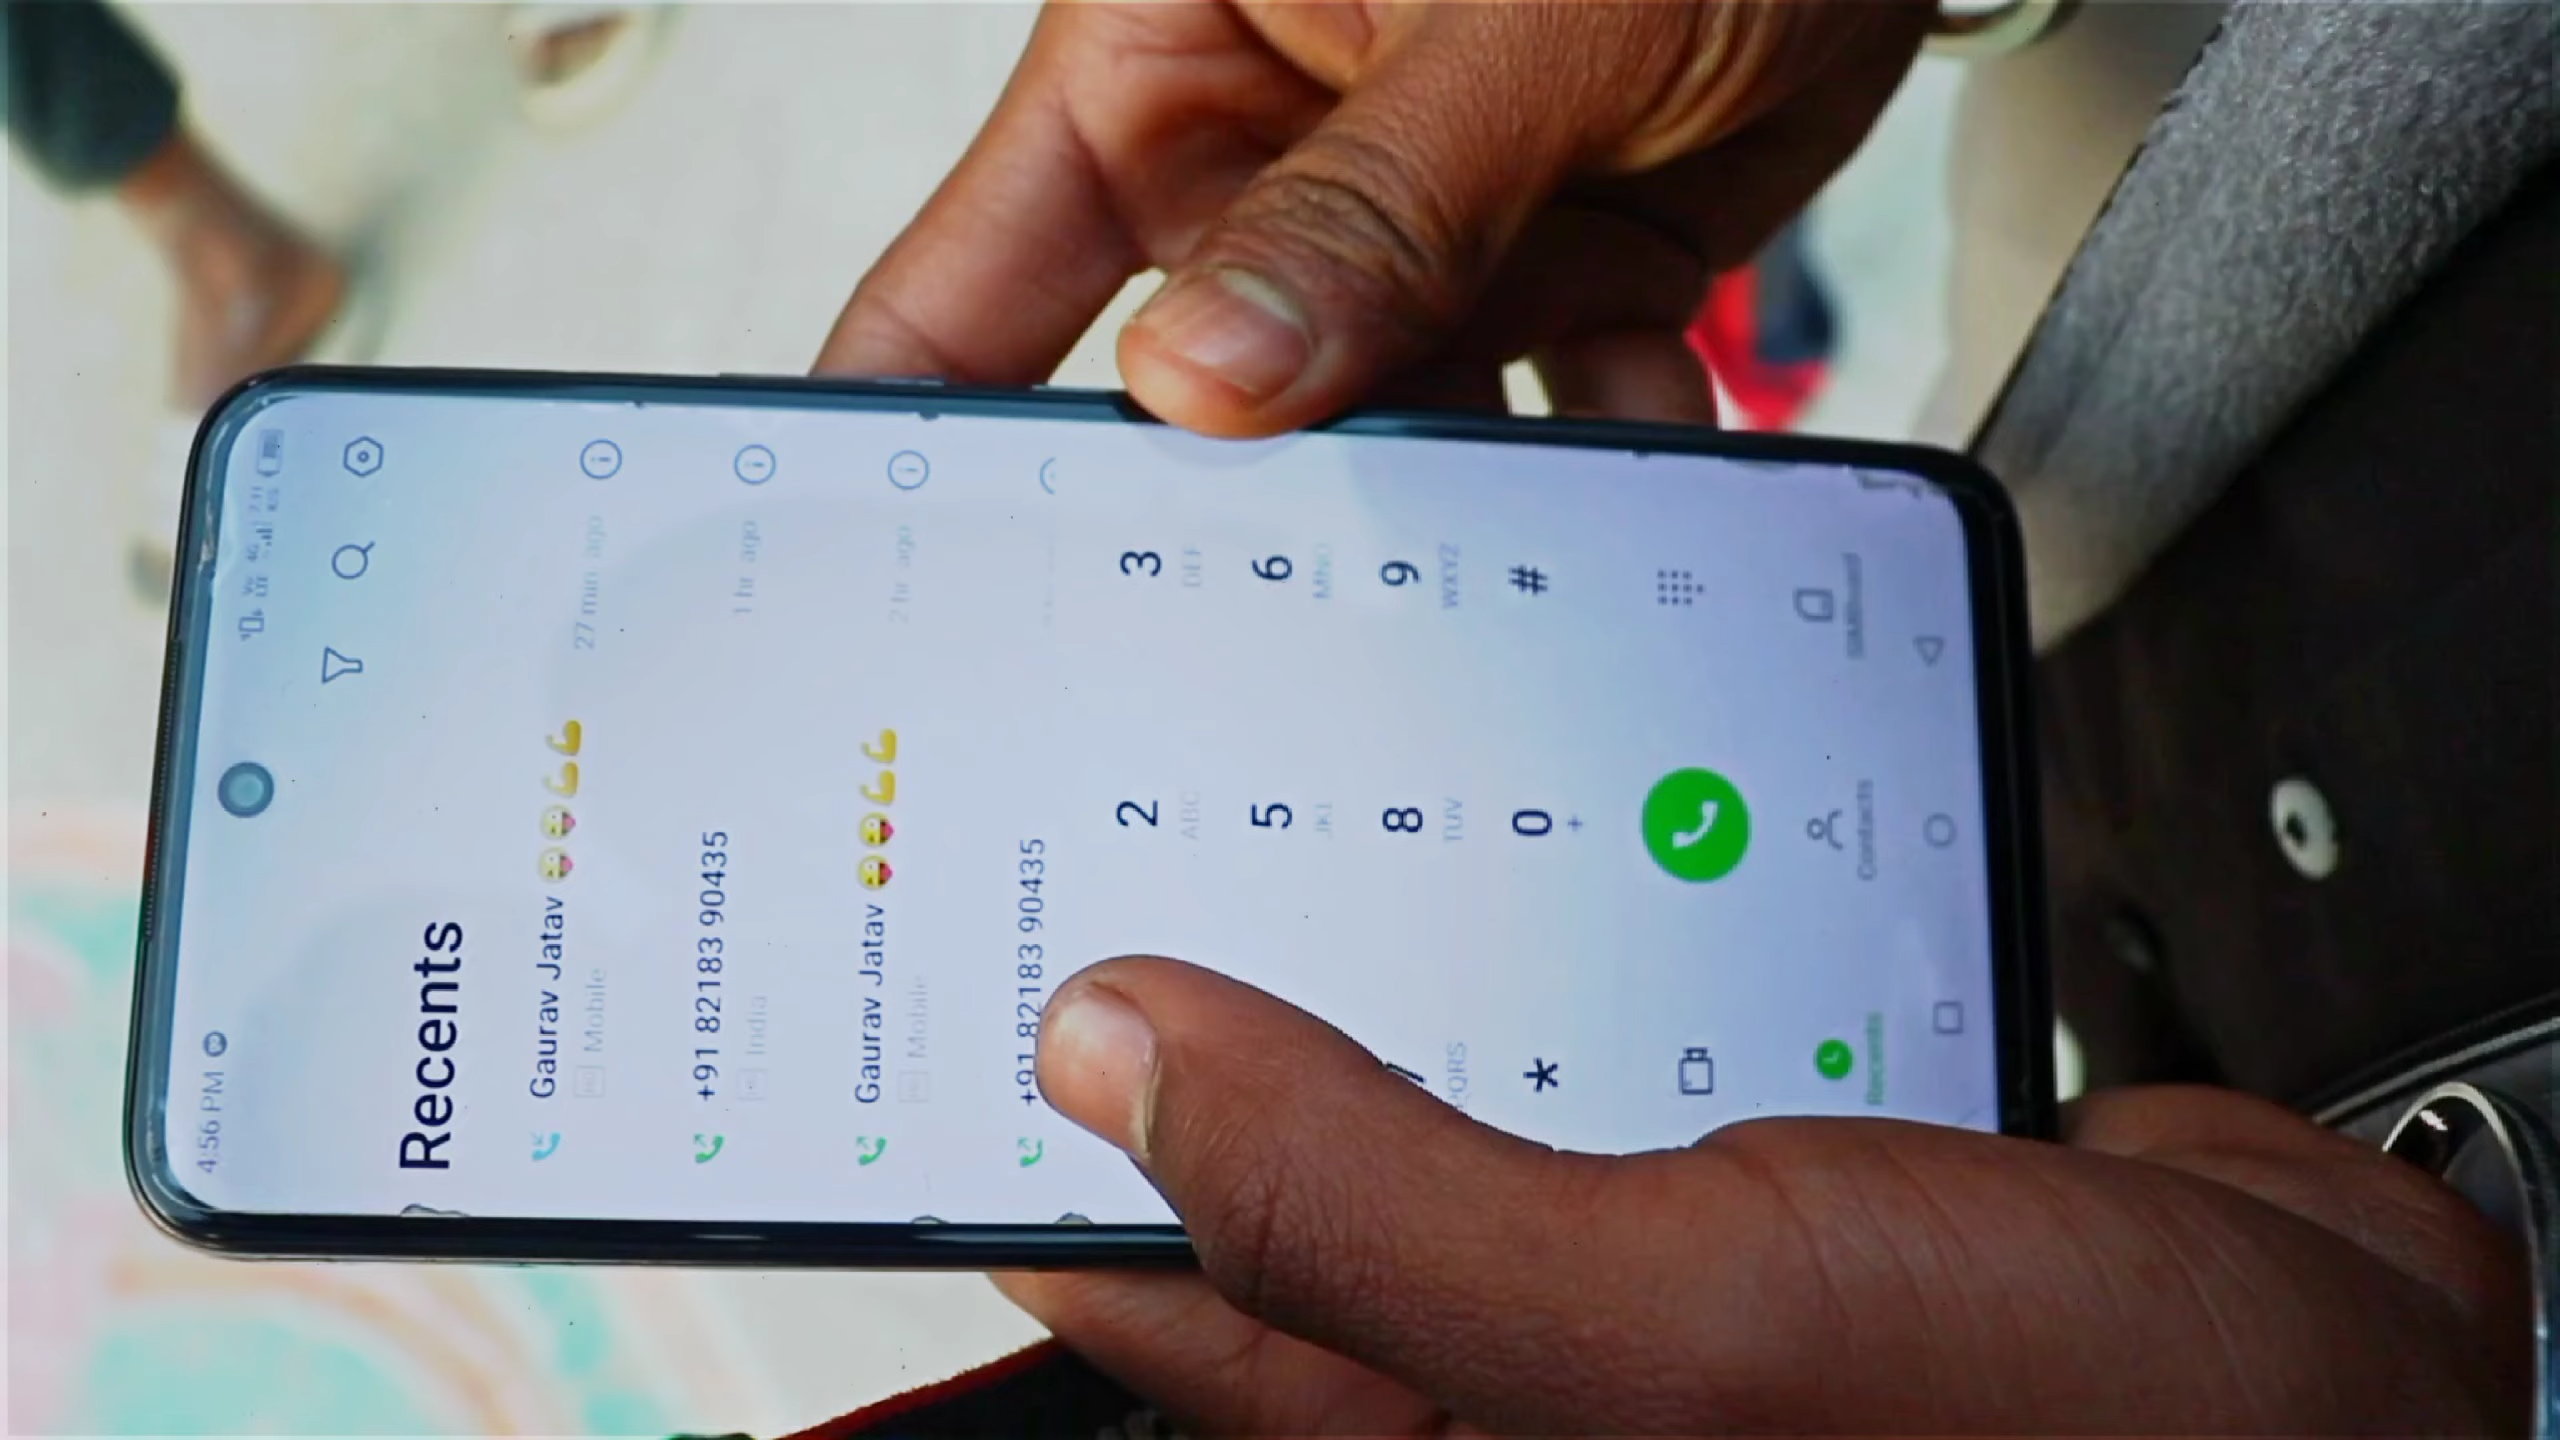 4:56 PM
Recents
Gaurav Jatav 😜😜💪💪
Mobile
27 min ago
+91 82183 90435
India
1 hr ago
Gaurav Jatav 😜😜💪💪
Mobile
2 hr ago
+91 82183 90435
2 3
ABC DEF
5 6
JKL MNO
8 9
PQRS TUV WXYZ
* 0 #
+
Recents Contacts